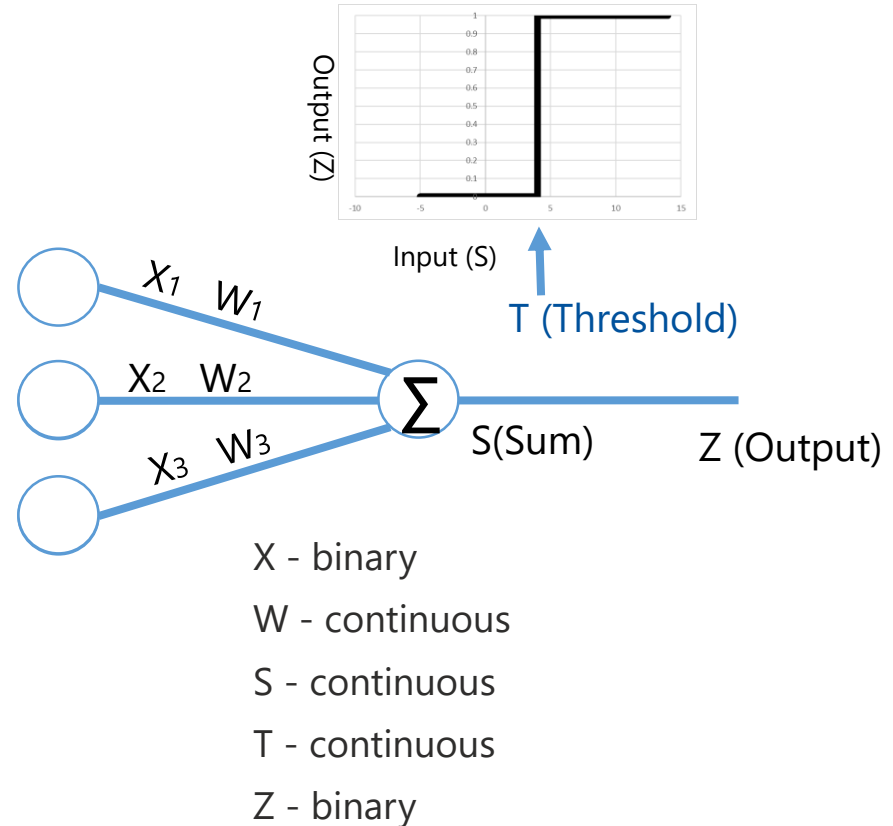 1
0.9
0.8
0.7
0.6
0.5
0.4
0.3
0.2
0.1
0
-10 -5 0 5 10 15
Output (Z)
Input (S)
T (Threshold)
X1 W1
X2 W2
X3 W3
∑
S(Sum)
Z (Output)
X - binary
W - continuous
S - continuous
T - continuous
Z - binary